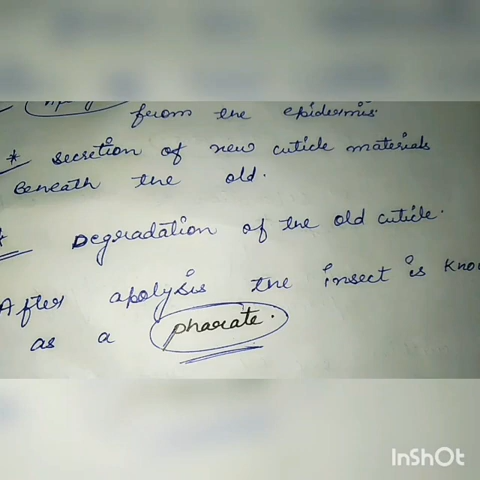 from the epidermis.
* secretion of new cuticle materials
Beneath the old.
* Degradation of the old cuticle.
After apolysis the insect is
as a pharate.
InShOt